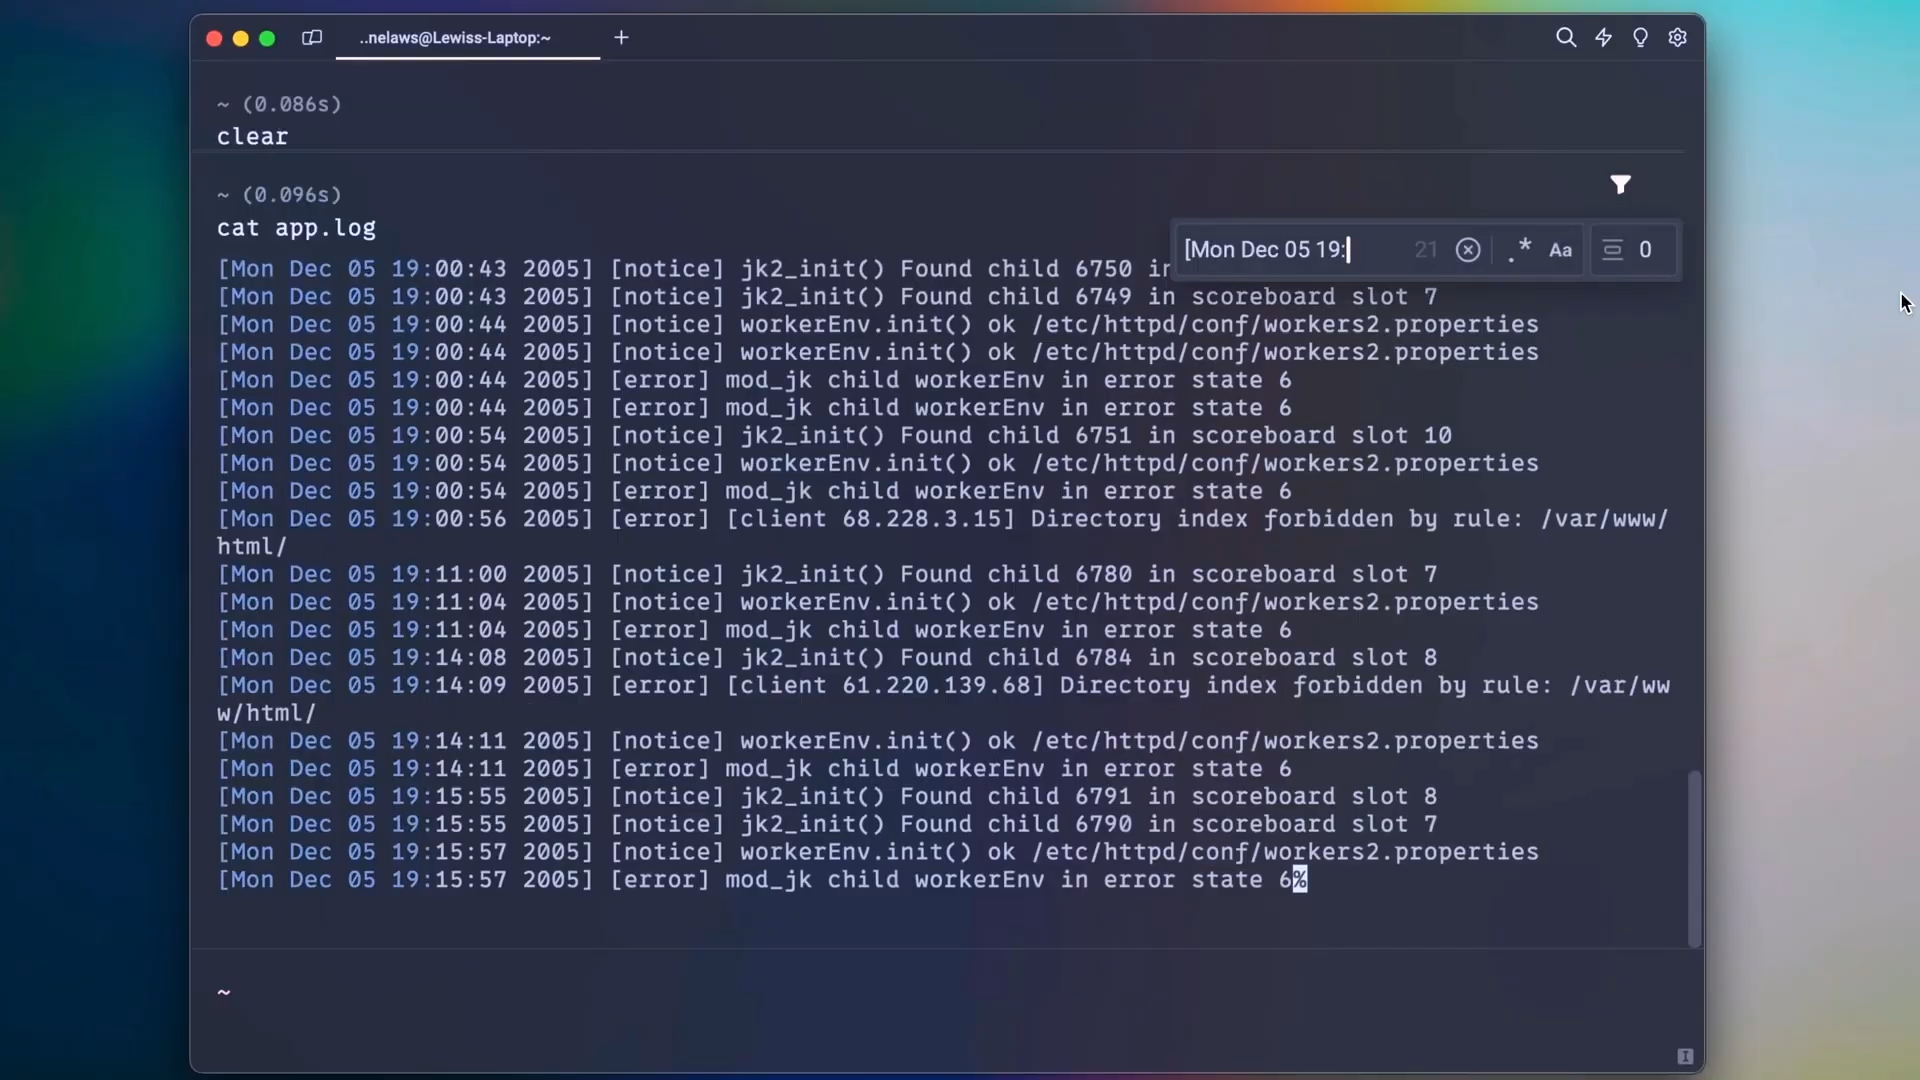 ..nelaws@Lewiss-Laptop:~
~ (0.086s)
clear
~ (0.096s)
cat app.log
[Mon Dec 05 19: 21 .* Aa 0
[Mon Dec 05 19:00:43 2005] [notice] jk2_init() Found child 6750 in
[Mon Dec 05 19:00:43 2005] [notice] jk2_init() Found child 6749 in scoreboard slot 7
[Mon Dec 05 19:00:44 2005] [notice] workerEnv.init() ok /etc/httpd/conf/workers2.properties
[Mon Dec 05 19:00:44 2005] [notice] workerEnv.init() ok /etc/httpd/conf/workers2.properties
[Mon Dec 05 19:00:44 2005] [error] mod_jk child workerEnv in error state 6
[Mon Dec 05 19:00:44 2005] [error] mod_jk child workerEnv in error state 6
[Mon Dec 05 19:00:54 2005] [notice] jk2_init() Found child 6751 in scoreboard slot 10
[Mon Dec 05 19:00:54 2005] [notice] workerEnv.init() ok /etc/httpd/conf/workers2.properties
[Mon Dec 05 19:00:54 2005] [error] mod_jk child workerEnv in error state 6
[Mon Dec 05 19:00:56 2005] [error] [client 68.228.3.15] Directory index forbidden by rule: /var/www/
html/
[Mon Dec 05 19:11:00 2005] [notice] jk2_init() Found child 6780 in scoreboard slot 7
[Mon Dec 05 19:11:04 2005] [notice] workerEnv.init() ok /etc/httpd/conf/workers2.properties
[Mon Dec 05 19:11:04 2005] [error] mod_jk child workerEnv in error state 6
[Mon Dec 05 19:14:08 2005] [notice] jk2_init() Found child 6784 in scoreboard slot 8
[Mon Dec 05 19:14:09 2005] [error] [client 61.220.139.68] Directory index forbidden by rule: /var/ww
w/html/
[Mon Dec 05 19:14:11 2005] [notice] workerEnv.init() ok /etc/httpd/conf/workers2.properties
[Mon Dec 05 19:14:11 2005] [error] mod_jk child workerEnv in error state 6
[Mon Dec 05 19:15:55 2005] [notice] jk2_init() Found child 6791 in scoreboard slot 8
[Mon Dec 05 19:15:55 2005] [notice] jk2_init() Found child 6790 in scoreboard slot 7
[Mon Dec 05 19:15:57 2005] [notice] workerEnv.init() ok /etc/httpd/conf/workers2.properties
[Mon Dec 05 19:15:57 2005] [error] mod_jk child workerEnv in error state 6%
~